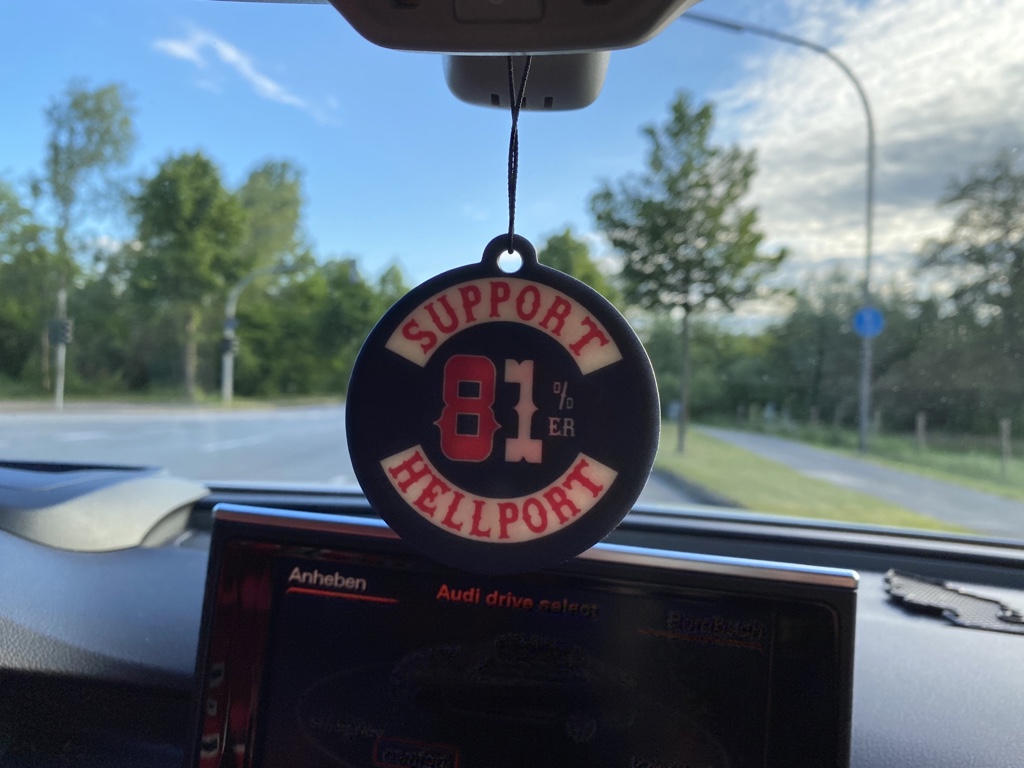 SUPPORT
81
%
ER
HELLPORT
Anheben
Audi drive select